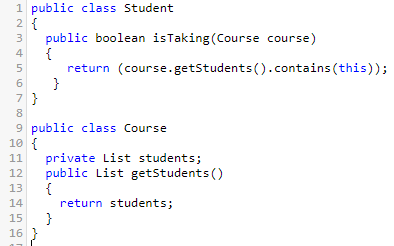 1 public class Student
2 {
3   public boolean isTaking(Course course)
4   {
5      return (course.getStudents().contains(this));
6    }
7 }
8
9 public class Course
10 {
11   private List students;
12   public List getStudents()
13   {
14     return students;
15   }
16 }